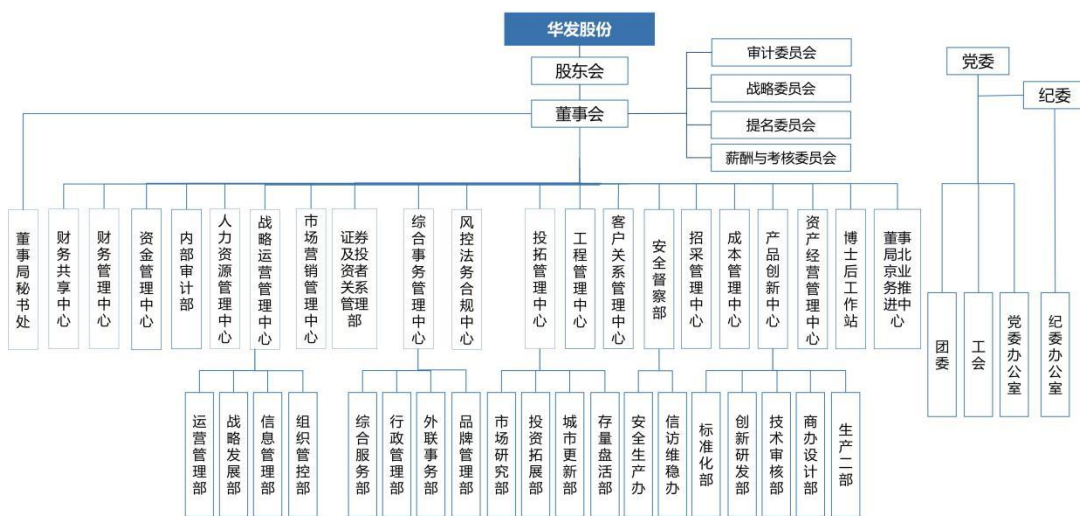 华发股份
股东会
董事会
审计委员会
战略委员会
提名委员会
薪酬与考核委员会
党委
纪委
董事局秘书处
财务共享中心
财务管理中心
资金管理中心
内部审计部
人力资源管理中心
战略运营管理中心
市场营销管理中心
证券及投资者关系管理部
综合事务管理中心
风控法务合规中心
投拓管理中心
工程管理中心
客户关系管理中心
安全督察部
招采管理中心
成本管理中心
产品创新中心
资产经营管理中心
博士后工作站
董事局北京业务推进中心
团委
工会
党委办公室
纪委办公室
运营管理部
战略发展部
信息管理部
组织管控部
综合服务部
行政管理部
外联事务部
品牌管理部
市场研究部
投资拓展部
城市更新部
存量盘活部
安全生产办
信访维稳办
标准化部
创新研发部
技术审核部
商办设计部
生产二部